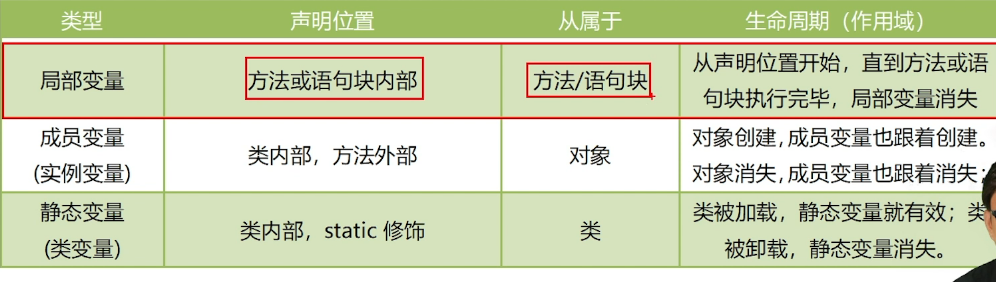 类型 声明位置 从属于 生命周期（作用域）
局部变量 方法或语句块内部 方法/语句块 从声明位置开始，直到方法或语
句块执行完毕，局部变量消失
成员变量
(实例变量) 类内部，方法外部 对象 对象创建，成员变量也跟着创建。
对象消失，成员变量也跟着消失；
静态变量
(类变量) 类内部，static 修饰 类 类被加载，静态变量就有效；类
被卸载，静态变量消失。